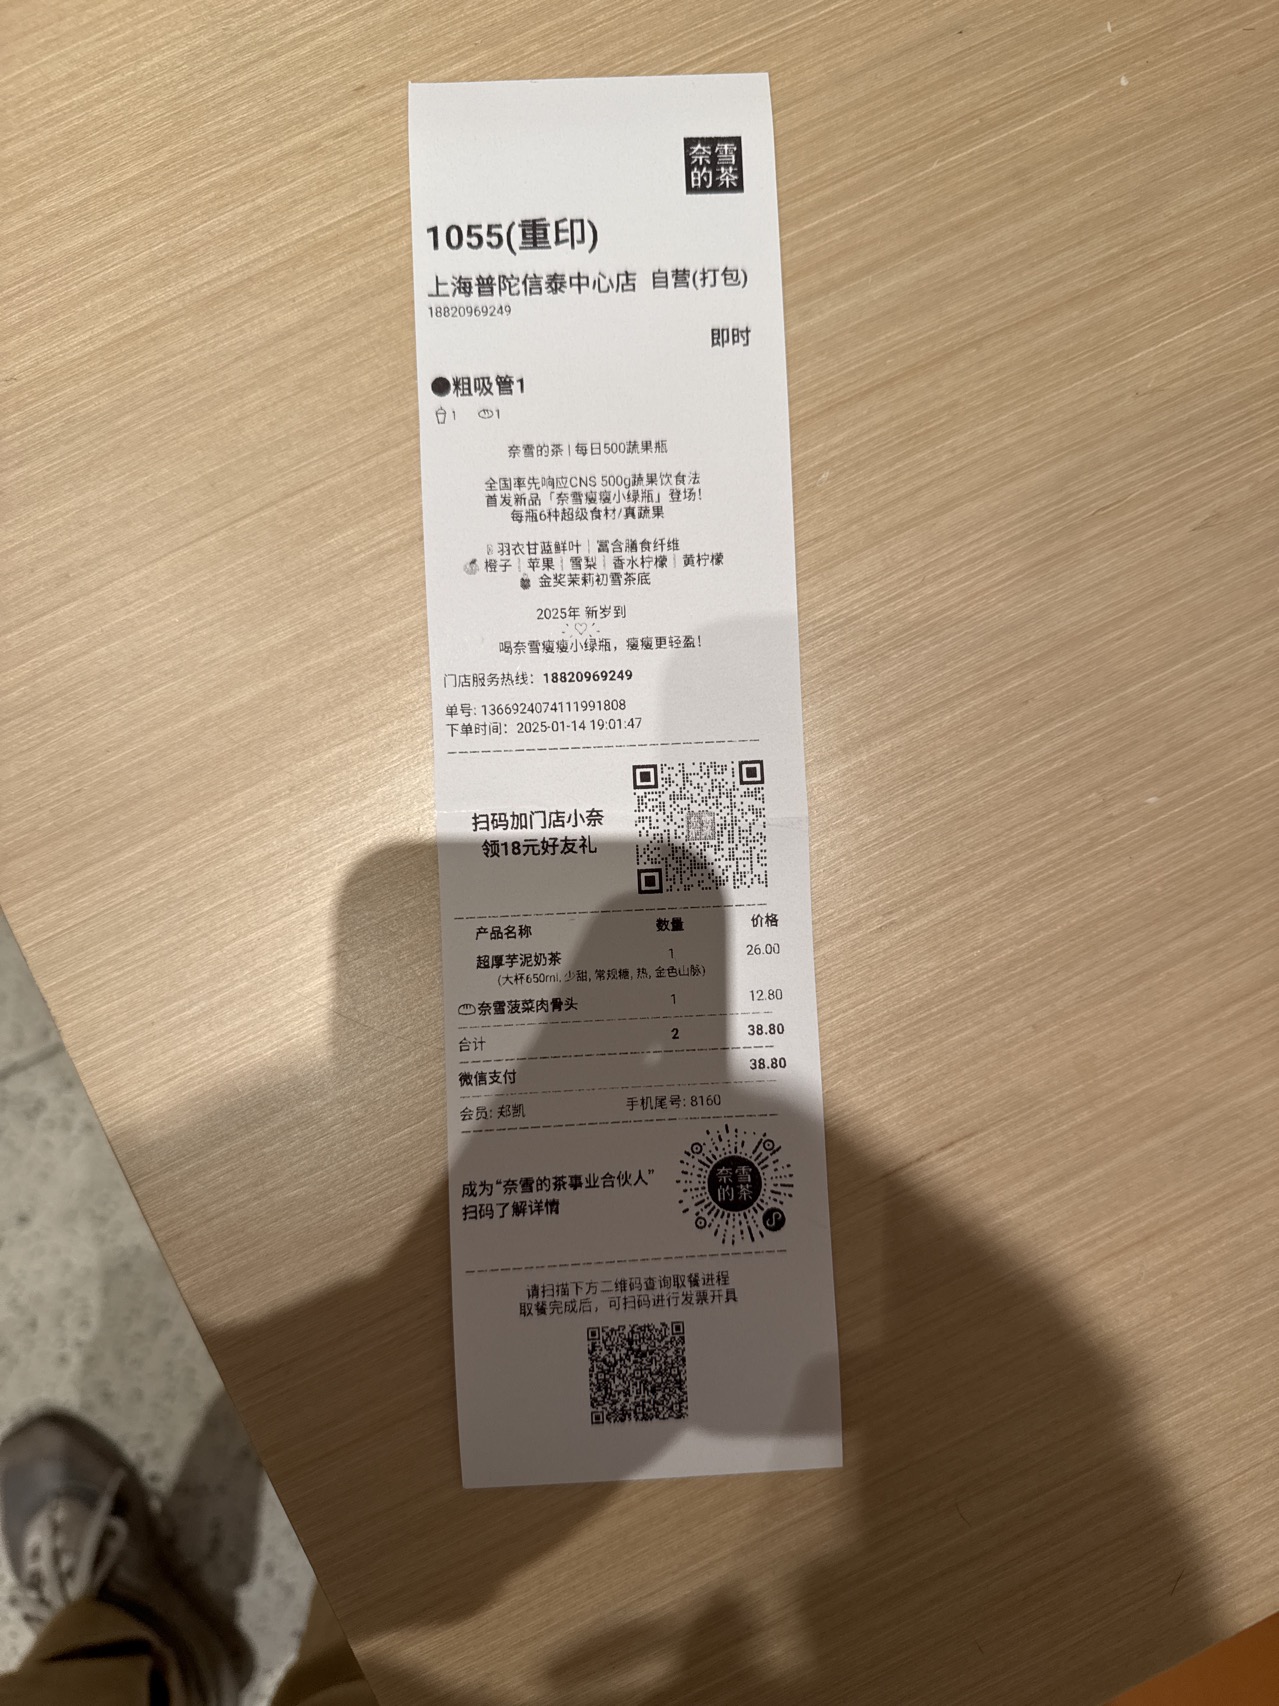 奈雪
的茶
1055(重印)
上海普陀信泰中心店 自营(打包)
18820969249
即时
●粗吸管1
1 1
奈雪的茶 | 每日500蔬果瓶
全国率先响应CNS 500g蔬果饮食法
首发新品「奈雪瘦瘦小绿瓶」登场！
每瓶6种超级食材/真蔬果
羽衣甘蓝鲜叶｜富含膳食纤维
橙子｜苹果｜雪梨｜香水柠檬｜黄柠檬
金奖茉莉初雪茶底
2025年 新岁到
喝奈雪瘦瘦小绿瓶，瘦瘦更轻盈！
门店服务热线：18820969249
单号: 1366924074111991808
下单时间：2025-01-14 19:01:47
扫码加门店小奈
领18元好友礼
产品名称 数量 价格
超厚芋泥奶茶 1 26.00
(大杯650ml, 少甜, 常规糖, 热, 金色山脉)
奈雪菠菜肉骨头 1 12.80
合计 2 38.80
微信支付 38.80
会员: 郑凯 手机尾号: 8160
成为“奈雪的茶事业合伙人”
扫码了解详情
奈雪
的茶
请扫描下方二维码查询取餐进程
取餐完成后，可扫码进行发票开具